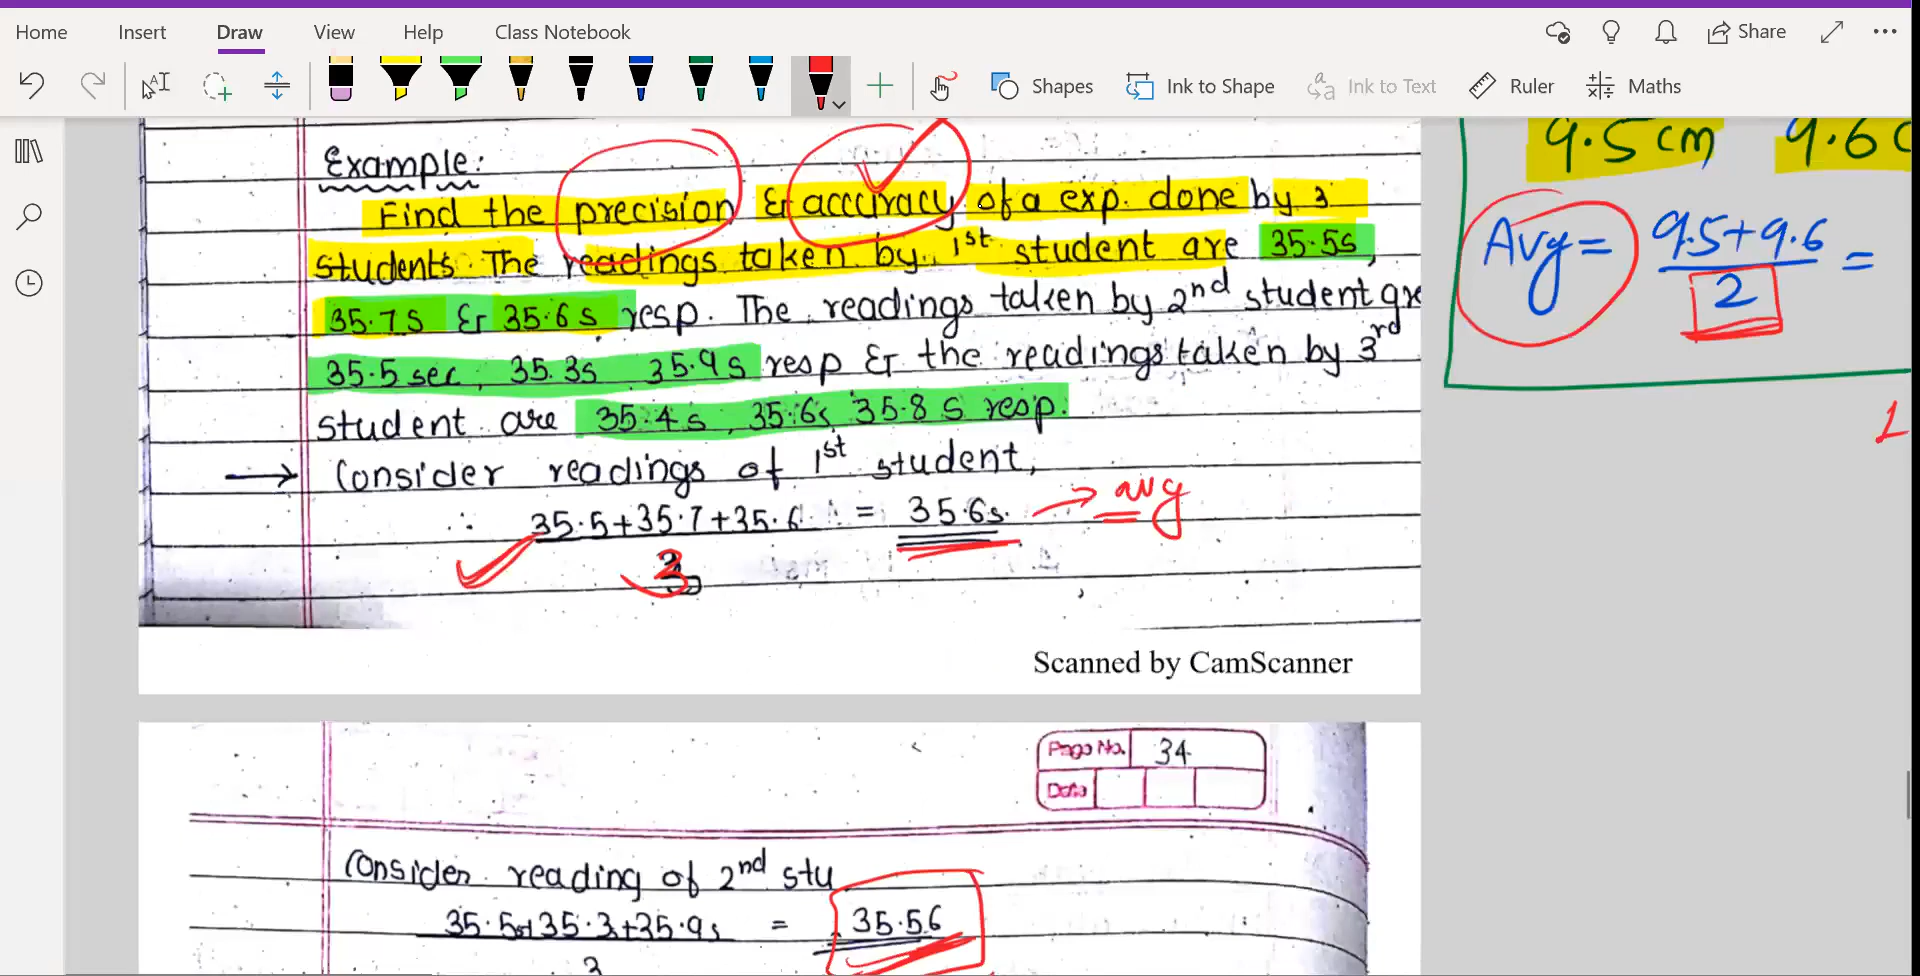 Home Insert Draw View Help Class Notebook Share
Shapes Ink to Shape Ink to Text Ruler Maths
Example:
Find the precision & accuracy of a exp. done by 3
students. The readings taken by 1st student are 35.5s,
35.7s & 35.6s resp. The readings taken by 2nd student are
35.5 sec, 35.3s 35.9s resp & the readings taken by 3rd
student are 35.4s, 35.6s 35.8s resp.
→ Consider readings of 1st student,
∴ 35.5+35.7+35.6 = 35.6s. → avg
3
Scanned by CamScanner
Page No. 34
Date
Consider reading of 2nd stu
35.5s+35.3+35.9s = 35.56
3
9.5cm 9.6c
Avg = 9.5+9.6 =
2
1